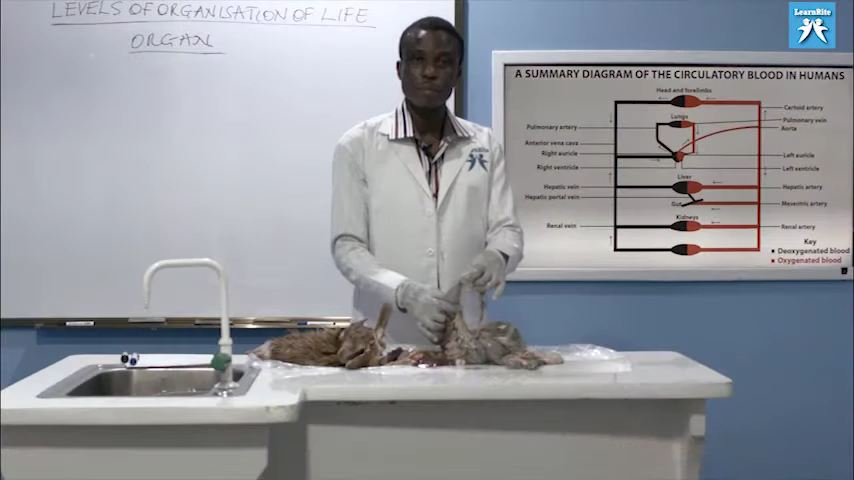 LEVELS OF ORGANISATION OF LIFE
ORGAN
LearnRite
A SUMMARY DIAGRAM OF THE CIRCULATORY BLOOD IN HUMANS
Head and forelimbs
Cartoid artery
Lungs
Pulmonary vein
Pulmonary artery
Aorta
Anterior vena cava
Right auricle
Left auricle
Right ventricle
Left ventricle
Liver
Hepatic vein
Hepatic artery
Hepatic portal vein
Gut
Mesentric artery
Kidneys
Renal vein
Renal artery
Key
Deoxygenated blood
Oxygenated blood